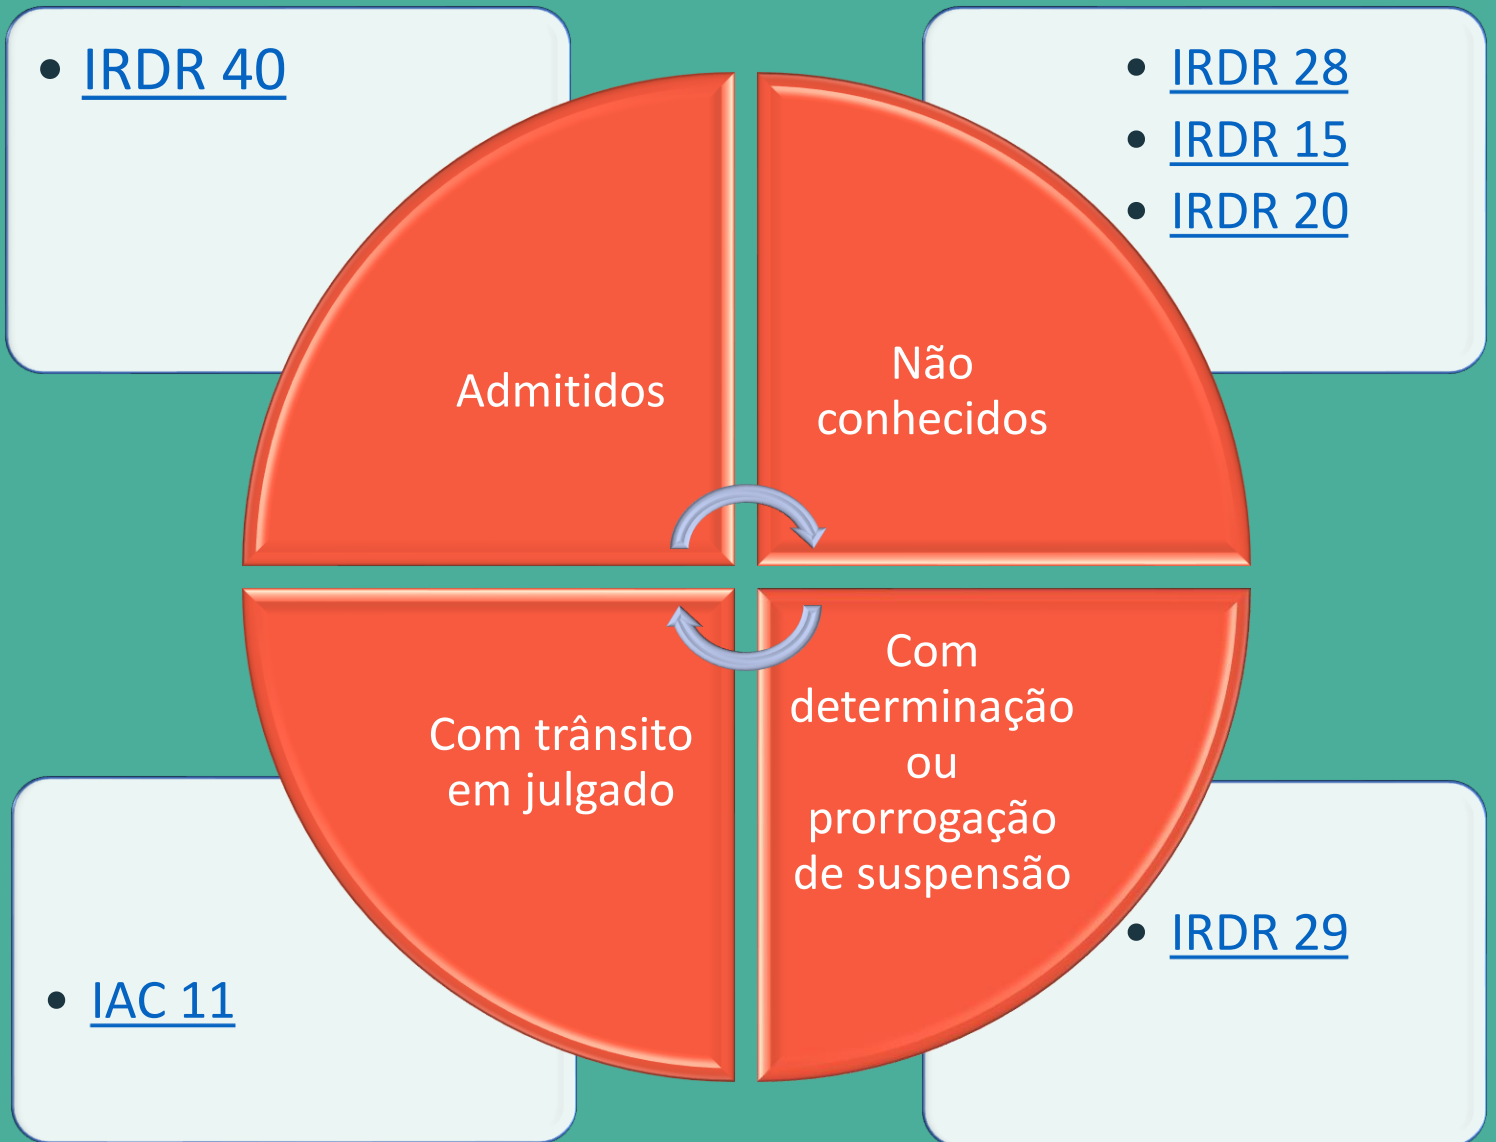 • IRDR 40
Admitidos
• IRDR 28
• IRDR 15
• IRDR 20
Não
conhecidos
Com trânsito
em julgado
• IAC 11
Com
determinação
ou
prorrogação
de suspensão
• IRDR 29